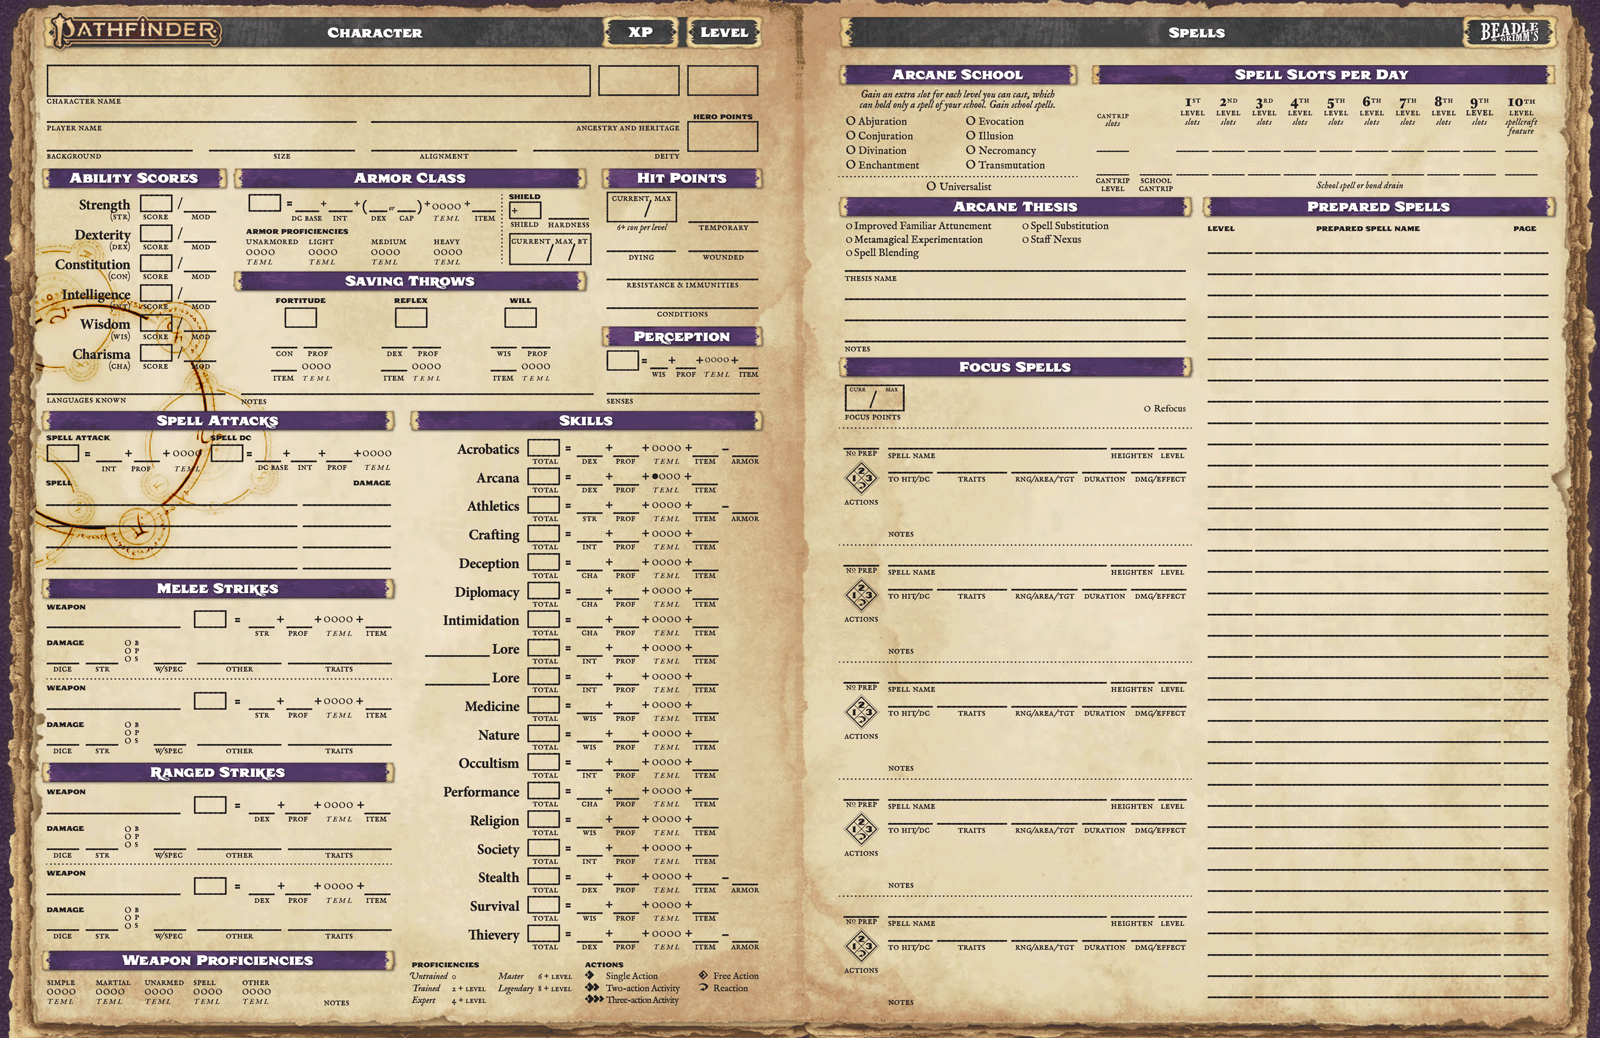 PATHFINDER
CHARACTER
XP
LEVEL
CHARACTER NAME
HERO POINTS
PLAYER NAME
ANCESTRY AND HERITAGE
BACKGROUND SIZE ALIGNMENT DEITY
ABILITY SCORES
Strength (STR) SCORE / MOD
Dexterity (DEX) SCORE / MOD
Constitution (CON) SCORE / MOD
Intelligence (INT) SCORE / MOD
Wisdom (WIS) SCORE / MOD
Charisma (CHA) SCORE / MOD
LANGUAGES KNOWN
ARMOR CLASS
= + + ( or ) + OOOO +
DC BASE INT DEX CAP TEML ITEM
SHIELD
+
SHIELD HARDNESS
CURRENT / MAX / BT
ARMOR PROFICIENCIES
UNARMORED LIGHT MEDIUM HEAVY
OOOO OOOO OOOO OOOO
TEML TEML TEML TEML
SAVING THROWS
FORTITUDE REFLEX WILL
CON PROF DEX PROF WIS PROF
OOOO OOOO OOOO
ITEM TEML ITEM TEML ITEM TEML
NOTES
HIT POINTS
CURRENT / MAX
6+ con per level
TEMPORARY
DYING WOUNDED
RESISTANCE & IMMUNITIES
CONDITIONS
PERCEPTION
= + +OOOO+
WIS PROF TEML ITEM
SENSES
SPELL ATTACKS
SPELL ATTACK SPELL DC
= + + OOOO = + + +OOOO
INT PROF TEML DC BASE INT PROF TEML
SPELL DAMAGE
MELEE STRIKES
WEAPON
= + + OOOO +
STR PROF TEML ITEM
DAMAGE O B
O P
O S
DICE STR W/SPEC OTHER TRAITS
WEAPON
= + + OOOO +
STR PROF TEML ITEM
DAMAGE O B
O P
O S
DICE STR W/SPEC OTHER TRAITS
RANGED STRIKES
WEAPON
= + + OOOO +
DEX PROF TEML ITEM
DAMAGE O B
O P
O S
DICE STR W/SPEC OTHER TRAITS
WEAPON
= + + OOOO +
DEX PROF TEML ITEM
DAMAGE O B
O P
O S
DICE STR W/SPEC OTHER TRAITS
WEAPON PROFICIENCIES
SIMPLE MARTIAL UNARMED SPELL OTHER
OOOO OOOO OOOO OOOO OOOO
TEML TEML TEML TEML TEML NOTES
SKILLS
Acrobatics = + +OOOO + –
TOTAL DEX PROF TEML ITEM ARMOR
Arcana = + +●OOO +
TOTAL DEX PROF TEML ITEM
Athletics = + +OOOO + –
TOTAL STR PROF TEML ITEM ARMOR
Crafting = + +OOOO +
TOTAL INT PROF TEML ITEM
Deception = + +OOOO +
TOTAL CHA PROF TEML ITEM
Diplomacy = + +OOOO +
TOTAL CHA PROF TEML ITEM
Intimidation = + +OOOO +
TOTAL CHA PROF TEML ITEM
Lore = + +OOOO +
TOTAL INT PROF TEML ITEM
Lore = + +OOOO +
TOTAL INT PROF TEML ITEM
Medicine = + +OOOO +
TOTAL WIS PROF TEML ITEM
Nature = + +OOOO +
TOTAL WIS PROF TEML ITEM
Occultism = + +OOOO +
TOTAL INT PROF TEML ITEM
Performance = + +OOOO +
TOTAL CHA PROF TEML ITEM
Religion = + +OOOO +
TOTAL WIS PROF TEML ITEM
Society = + +OOOO +
TOTAL INT PROF TEML ITEM
Stealth = + +OOOO + –
TOTAL DEX PROF TEML ITEM ARMOR
Survival = + +OOOO +
TOTAL WIS PROF TEML ITEM
Thievery = + +OOOO + –
TOTAL DEX PROF TEML ITEM ARMOR
PROFICIENCIES
Untrained 0 Master 6 + LEVEL
Trained 2 + LEVEL Legendary 8 + LEVEL
Expert 4 + LEVEL
ACTIONS
Single Action Free Action
Two-action Activity Reaction
Three-action Activity
SPELLS
BEADLE & GRIMM'S
ARCANE SCHOOL
Gain an extra slot for each level you can cast, which
can hold only a spell of your school. Gain school spells.
O Abjuration O Evocation
O Conjuration O Illusion
O Divination O Necromancy
O Enchantment O Transmutation
O Universalist
SPELL SLOTS PER DAY
CANTRIP slots
1ST LEVEL slots
2ND LEVEL slots
3RD LEVEL slots
4TH LEVEL slots
5TH LEVEL slots
6TH LEVEL slots
7TH LEVEL slots
8TH LEVEL slots
9TH LEVEL slots
10TH LEVEL spellcraft feature
CANTRIP LEVEL
SCHOOL CANTRIP
School spell or bond drain
ARCANE THESIS
O Improved Familiar Attunement O Spell Substitution
O Metamagical Experimentation O Staff Nexus
O Spell Blending
THESIS NAME
NOTES
FOCUS SPELLS
CURR / MAX
FOCUS POINTS
O Refocus
Nº PREP SPELL NAME HEIGHTEN LEVEL
1 2 3
TO HIT/DC TRAITS RNG/AREA/TGT DURATION DMG/EFFECT
ACTIONS
NOTES
Nº PREP SPELL NAME HEIGHTEN LEVEL
1 2 3
TO HIT/DC TRAITS RNG/AREA/TGT DURATION DMG/EFFECT
ACTIONS
NOTES
Nº PREP SPELL NAME HEIGHTEN LEVEL
1 2 3
TO HIT/DC TRAITS RNG/AREA/TGT DURATION DMG/EFFECT
ACTIONS
NOTES
Nº PREP SPELL NAME HEIGHTEN LEVEL
1 2 3
TO HIT/DC TRAITS RNG/AREA/TGT DURATION DMG/EFFECT
ACTIONS
NOTES
Nº PREP SPELL NAME HEIGHTEN LEVEL
1 2 3
TO HIT/DC TRAITS RNG/AREA/TGT DURATION DMG/EFFECT
ACTIONS
NOTES
PREPARED SPELLS
LEVEL PREPARED SPELL NAME PAGE